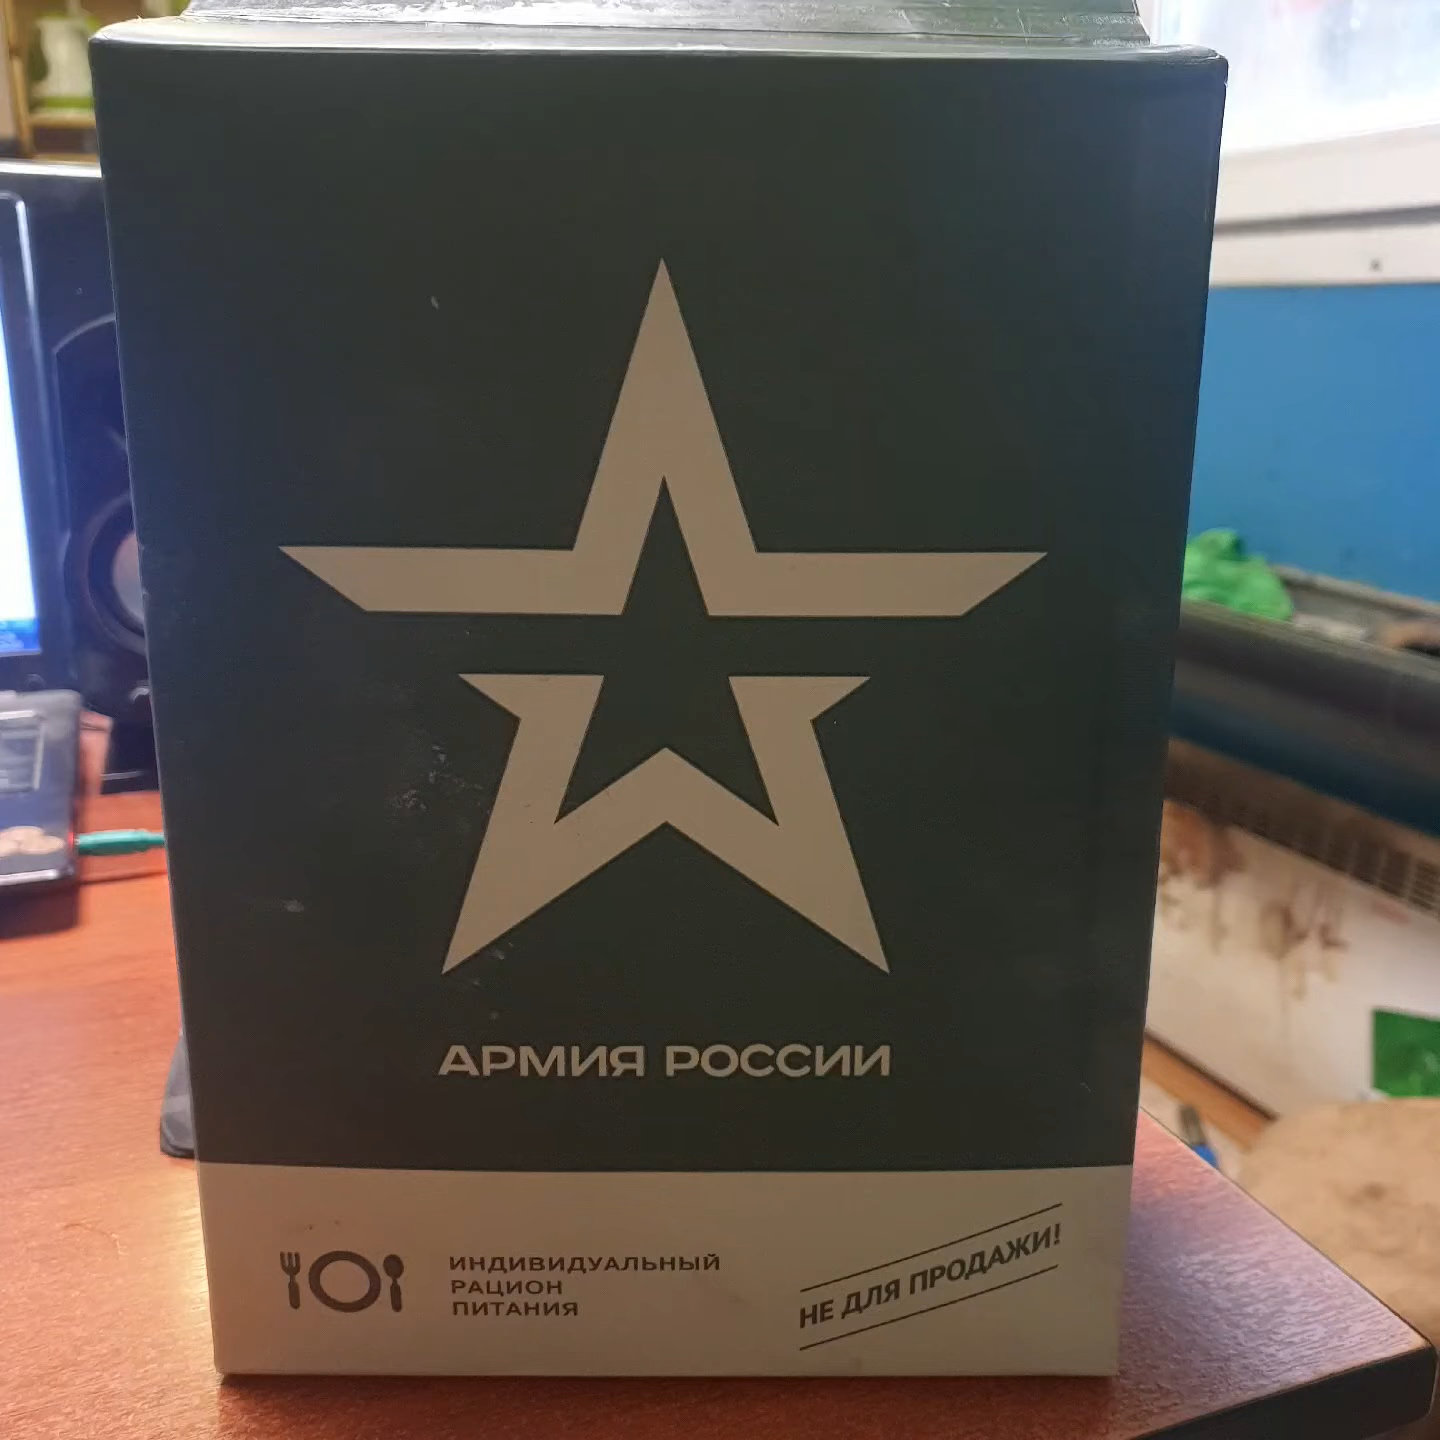 АРМИЯ РОССИИ
ИНДИВИДУАЛЬНЫЙ
РАЦИОН
ПИТАНИЯ
НЕ ДЛЯ ПРОДАЖИ!